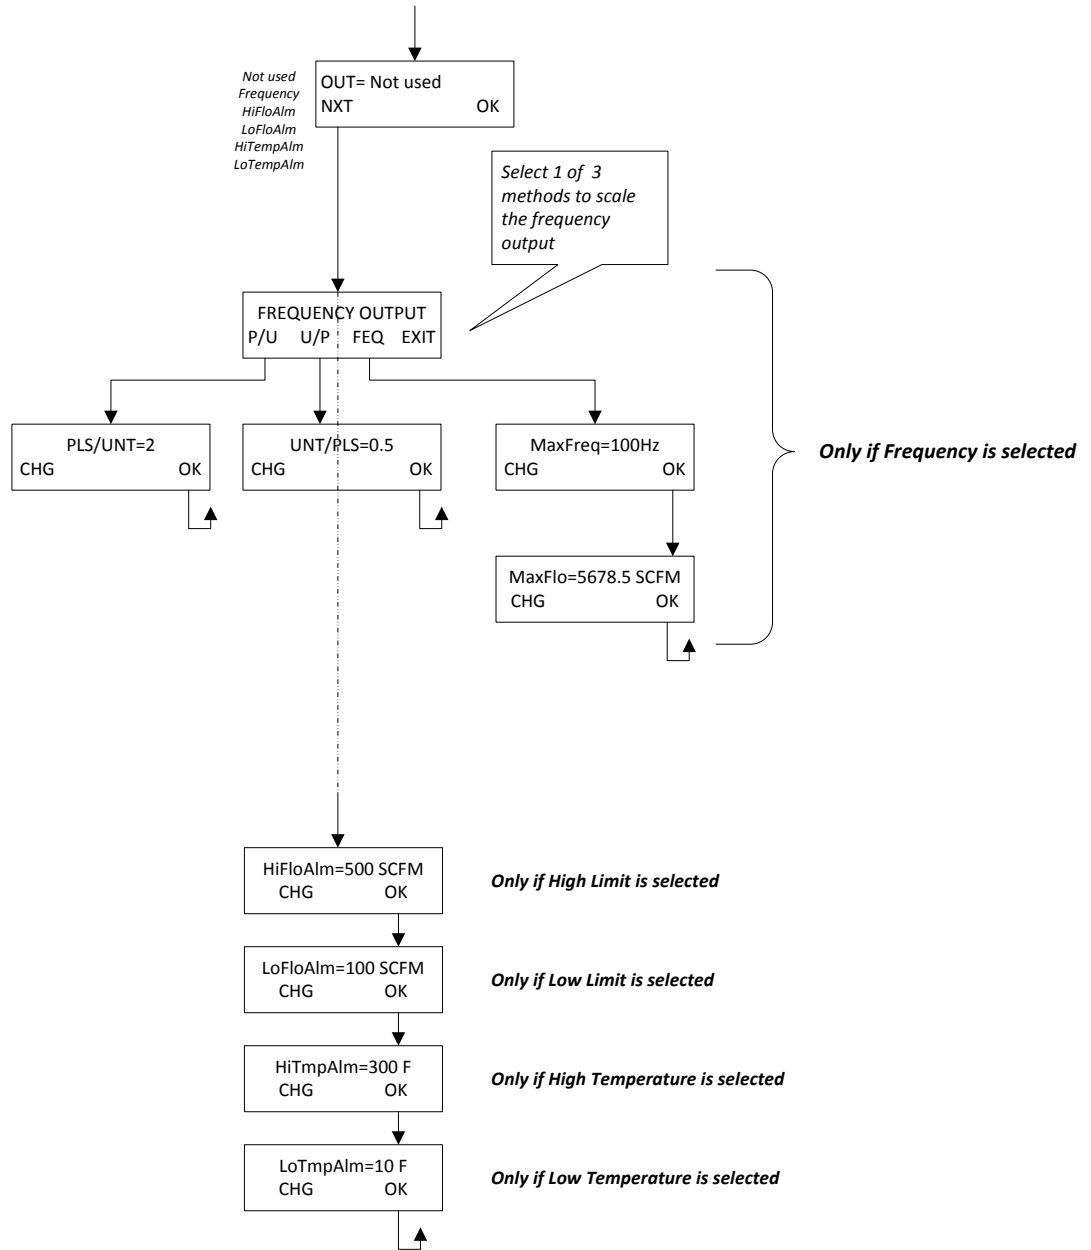 Not used
Frequency
HiFloAlm
LoFloAlm
HiTempAlm
LoTempAlm
OUT= Not used
NXT OK
Select 1 of 3
methods to scale
the frequency
output
FREQUENCY OUTPUT
P/U U/P FEQ EXIT
PLS/UNT=2
CHG OK
UNT/PLS=0.5
CHG OK
MaxFreq=100Hz
CHG OK
Only if Frequency is selected
MaxFlo=5678.5 SCFM
CHG OK
HiFloAlm=500 SCFM
CHG OK
Only if High Limit is selected
LoFloAlm=100 SCFM
CHG OK
Only if Low Limit is selected
HiTmpAlm=300 F
CHG OK
Only if High Temperature is selected
LoTmpAlm=10 F
CHG OK
Only if Low Temperature is selected